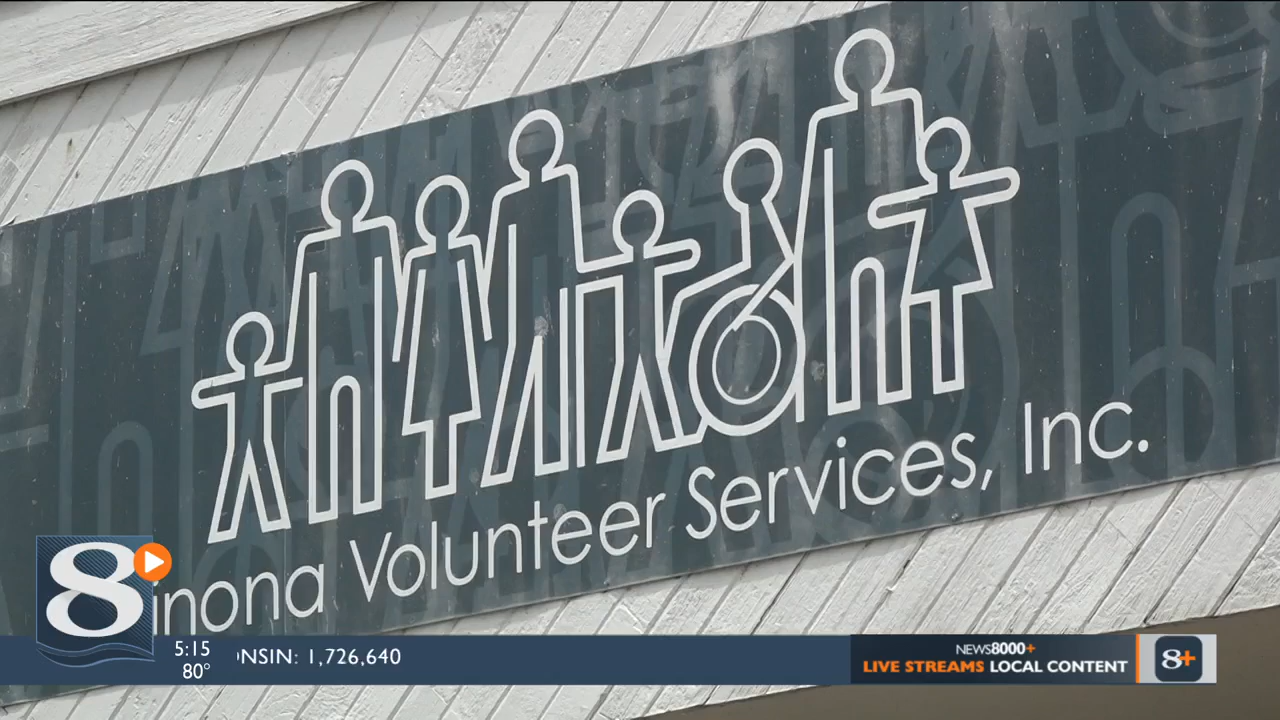 inona Volunteer Services, Inc.
8
5:15
80°
NSIN: 1,726,640
NEWS8000+
LIVE STREAMS LOCAL CONTENT
8+